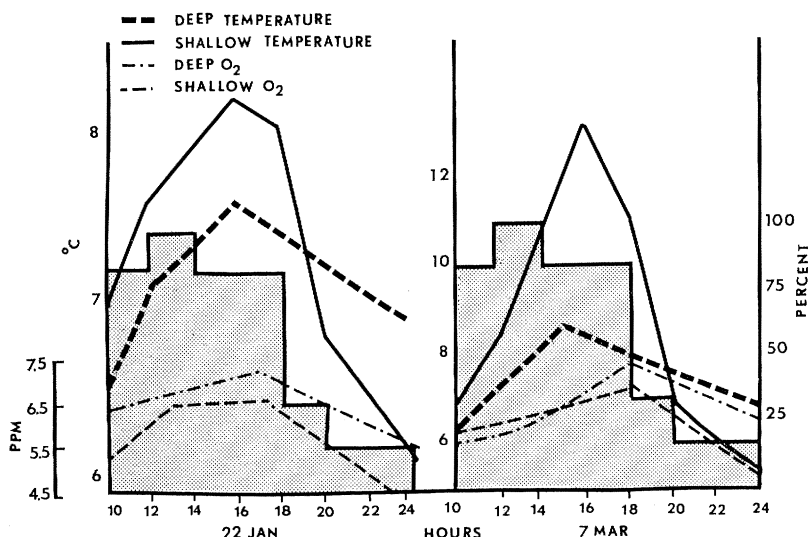 DEEP TEMPERATURE
SHALLOW TEMPERATURE
DEEP O2
SHALLOW O2
8
7
6
°C
7,5
6.5
5.5
4,5
PPM
12
10
8
6
100
75
50
25
PERCENT
10 12 14 16 18 20 22 24
10 12 14 16 18 20 22 24
22 JAN HOURS 7 MAR